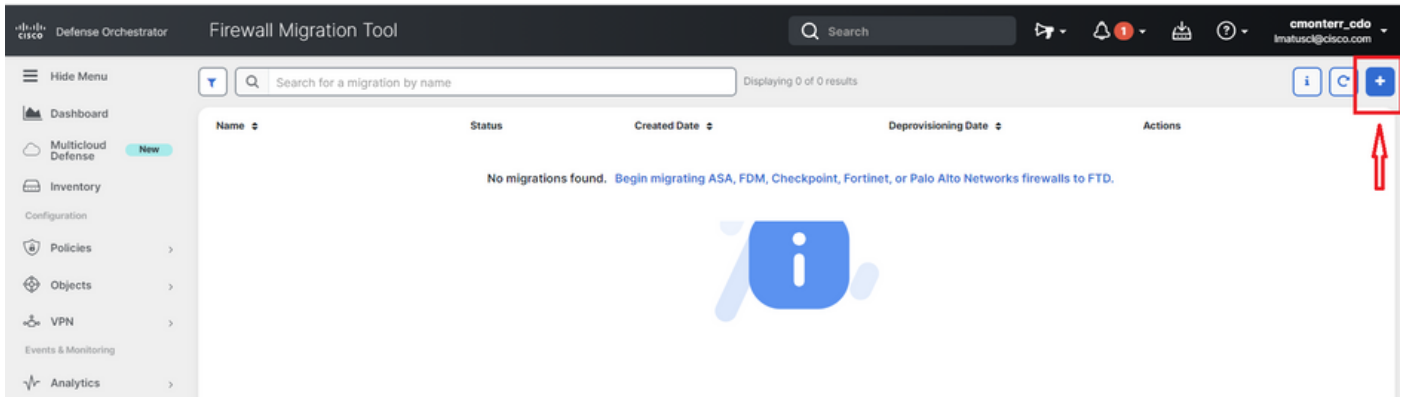 cisco Defense Orchestrator
Firewall Migration Tool
Search
1
?
cmonterr_cdo
lmatuscl@cisco.com
Hide Menu
Search for a migration by name
Displaying 0 of 0 results
i
+
Dashboard
Name
Status
Created Date
Deprovisioning Date
Actions
Multicloud
Defense
New
No migrations found. Begin migrating ASA, FDM, Checkpoint, Fortinet, or Palo Alto Networks firewalls to FTD.
Inventory
Configuration
Policies
Objects
VPN
Events & Monitoring
Analytics
i